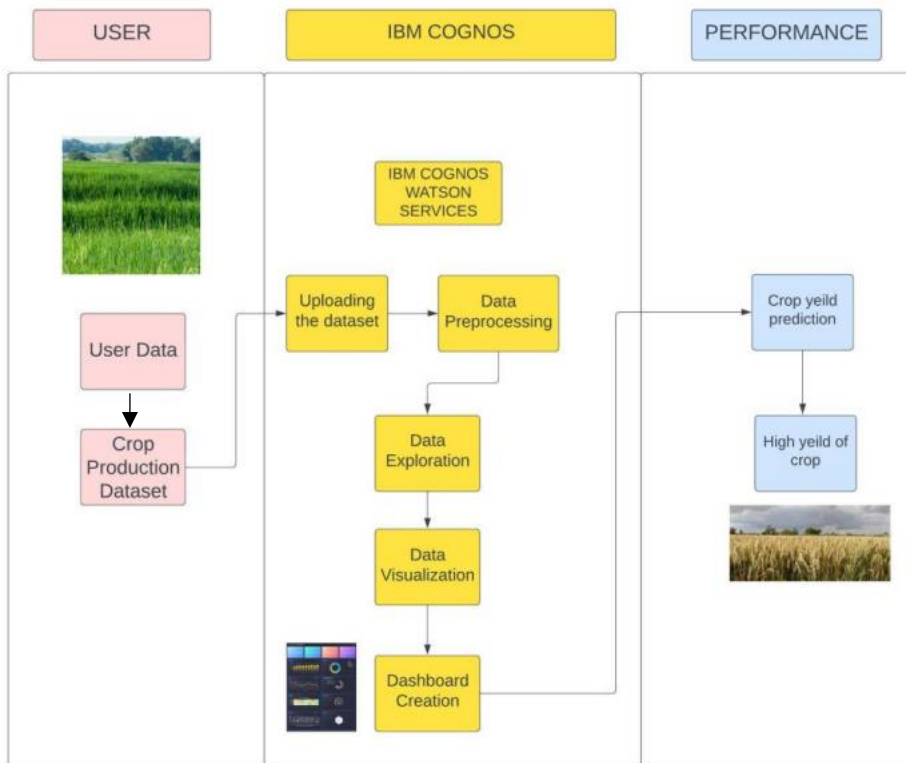 USER
IBM COGNOS
PERFORMANCE
IBM COGNOS
WATSON
SERVICES
User Data
Crop
Production
Dataset
Uploading
the dataset
Data
Preprocessing
Data
Exploration
Data
Visualization
Dashboard
Creation
Crop yeild
prediction
High yeild of
crop